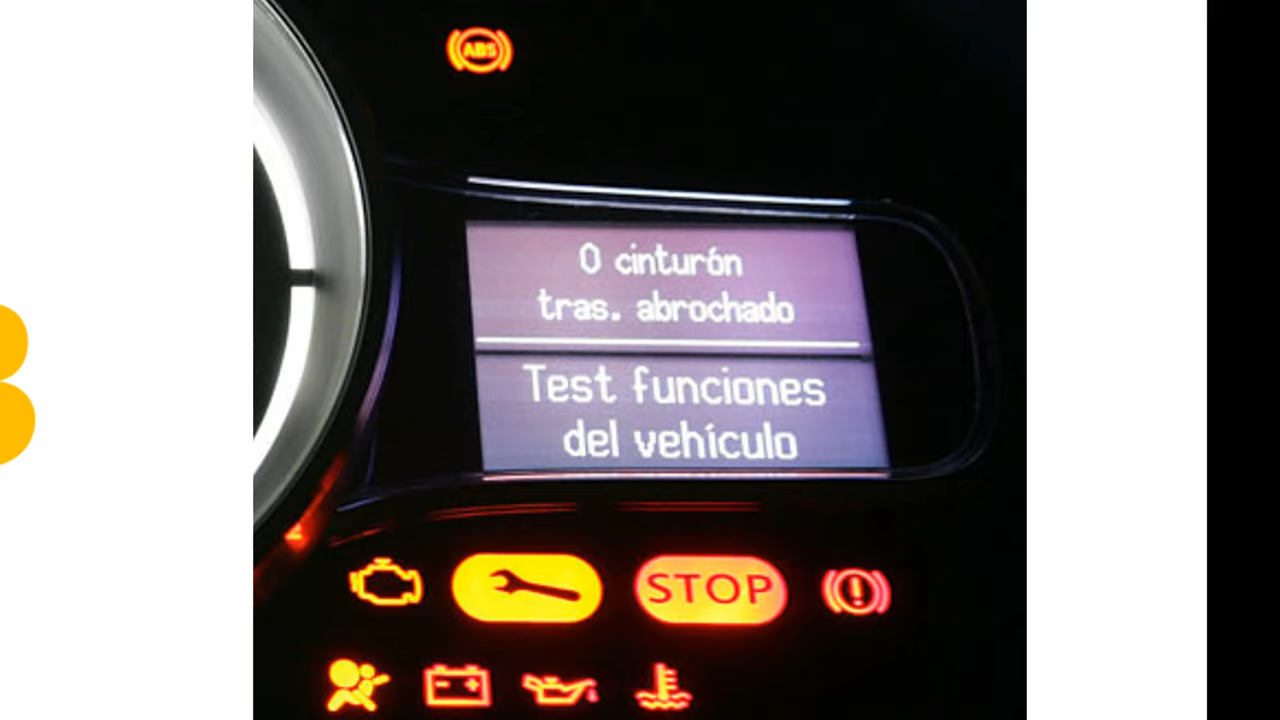 ABS
0 cinturón
tras. abrochado
Test funciones
del vehículo
STOP